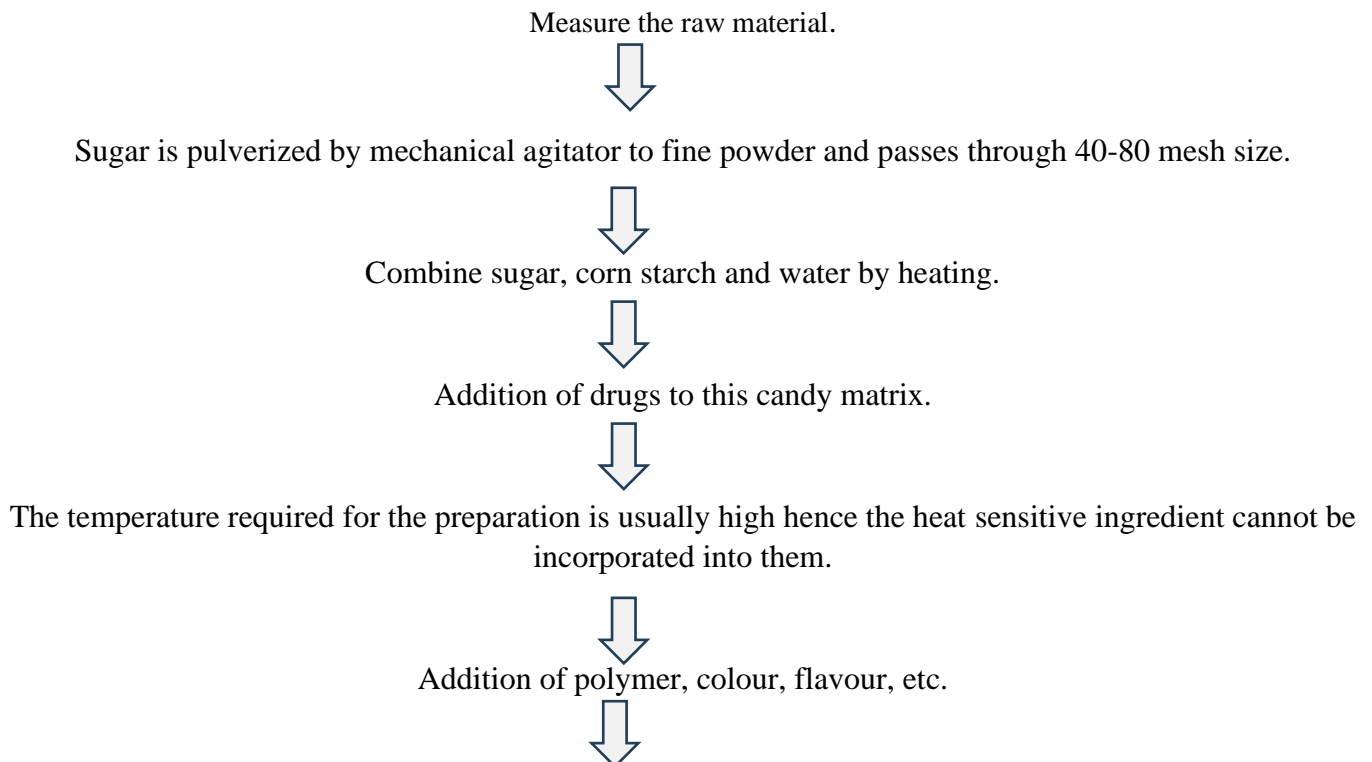 Measure the raw material.
Sugar is pulverized by mechanical agitator to fine powder and passes through 40-80 mesh size.
Combine sugar, corn starch and water by heating.
Addition of drugs to this candy matrix.
The temperature required for the preparation is usually high hence the heat sensitive ingredient cannot be
incorporated into them.
Addition of polymer, colour, flavour, etc.